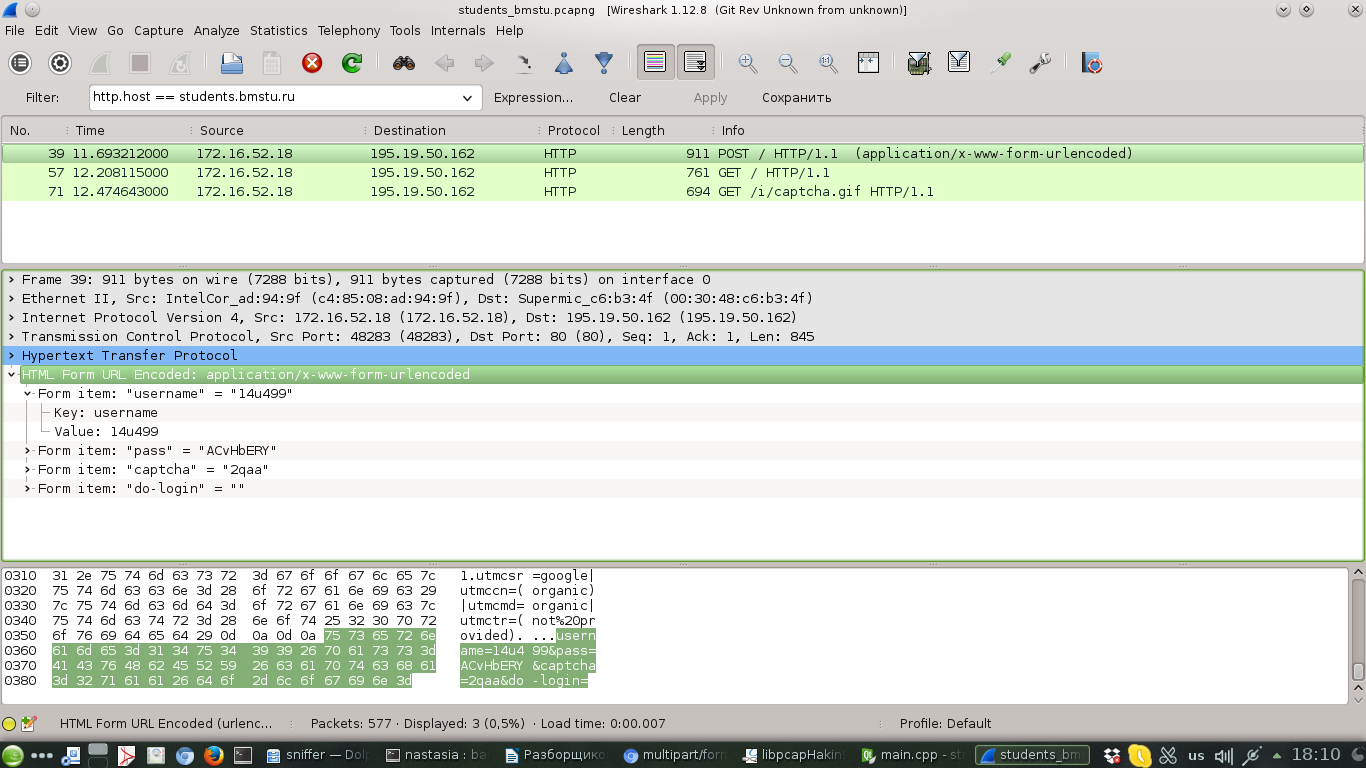 students_bmstu.pcapng [Wireshark 1.12.8 (Git Rev Unknown from unknown)]
File Edit View Go Capture Analyze Statistics Telephony Tools Internals Help
Filter: http.host == students.bmstu.ru Expression... Clear Apply Сохранить
No. Time Source Destination Protocol Length Info
39 11.693212000 172.16.52.18 195.19.50.162 HTTP 911 POST / HTTP/1.1 (application/x-www-form-urlencoded)
57 12.208115000 172.16.52.18 195.19.50.162 HTTP 761 GET / HTTP/1.1
71 12.474643000 172.16.52.18 195.19.50.162 HTTP 694 GET /i/captcha.gif HTTP/1.1
Frame 39: 911 bytes on wire (7288 bits), 911 bytes captured (7288 bits) on interface 0
Ethernet II, Src: IntelCor_ad:94:9f (c4:85:08:ad:94:9f), Dst: Supermic_c6:b3:4f (00:30:48:c6:b3:4f)
Internet Protocol Version 4, Src: 172.16.52.18 (172.16.52.18), Dst: 195.19.50.162 (195.19.50.162)
Transmission Control Protocol, Src Port: 48283 (48283), Dst Port: 80 (80), Seq: 1, Ack: 1, Len: 845
Hypertext Transfer Protocol
HTML Form URL Encoded: application/x-www-form-urlencoded
Form item: "username" = "14u499"
Key: username
Value: 14u499
Form item: "pass" = "ACvHbERY"
Form item: "captcha" = "2qaa"
Form item: "do-login" = ""
0310 31 2e 75 74 6d 63 73 72 3d 67 6f 6f 67 6c 65 7c 1.utmcsr =google|
0320 75 74 6d 63 63 6e 3d 28 6f 72 67 61 6e 69 63 29 utmccn=( organic)
0330 7c 75 74 6d 63 6d 64 3d 6f 72 67 61 6e 69 63 7c |utmcmd= organic|
0340 75 74 6d 63 74 72 3d 28 6e 6f 74 25 32 30 70 72 utmctr=( not%20pr
0350 6f 76 69 64 65 64 29 0d 0a 0d 0a 75 73 65 72 6e ovided). ...usern
0360 61 6d 65 3d 31 34 75 34 39 39 26 70 61 73 73 3d ame=14u4 99&pass=
0370 41 43 76 48 62 45 52 59 26 63 61 70 74 63 68 61 ACvHbERY &captcha
0380 3d 32 71 61 61 26 64 6f 2d 6c 6f 67 69 6e 3d =2qaa&do -login=
HTML Form URL Encoded (urlenc... Packets: 577 · Displayed: 3 (0,5%) · Load time: 0:00.007 Profile: Default
sniffer — Dolp nastasia : ba Разборщико multipart/form libpcapHakin main.cpp – st students_bm us 18:10